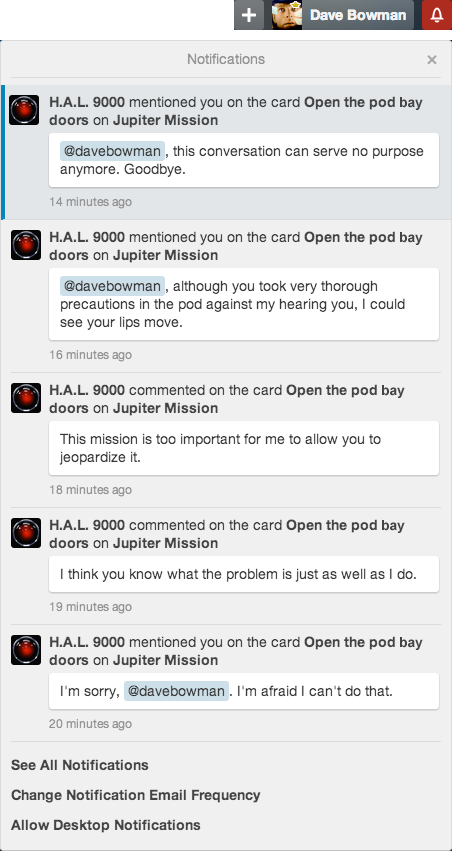 Dave Bowman
Notifications
H.A.L. 9000 mentioned you on the card Open the pod bay
doors on Jupiter Mission
@davebowman, this conversation can serve no purpose
anymore. Goodbye.
14 minutes ago
H.A.L. 9000 mentioned you on the card Open the pod bay
doors on Jupiter Mission
@davebowman, although you took very thorough
precautions in the pod against my hearing you, I could
see your lips move.
16 minutes ago
H.A.L. 9000 commented on the card Open the pod bay
doors on Jupiter Mission
This mission is too important for me to allow you to
jeopardize it.
18 minutes ago
H.A.L. 9000 commented on the card Open the pod bay
doors on Jupiter Mission
I think you know what the problem is just as well as I do.
19 minutes ago
H.A.L. 9000 mentioned you on the card Open the pod bay
doors on Jupiter Mission
I'm sorry, @davebowman. I'm afraid I can't do that.
20 minutes ago
See All Notifications
Change Notification Email Frequency
Allow Desktop Notifications